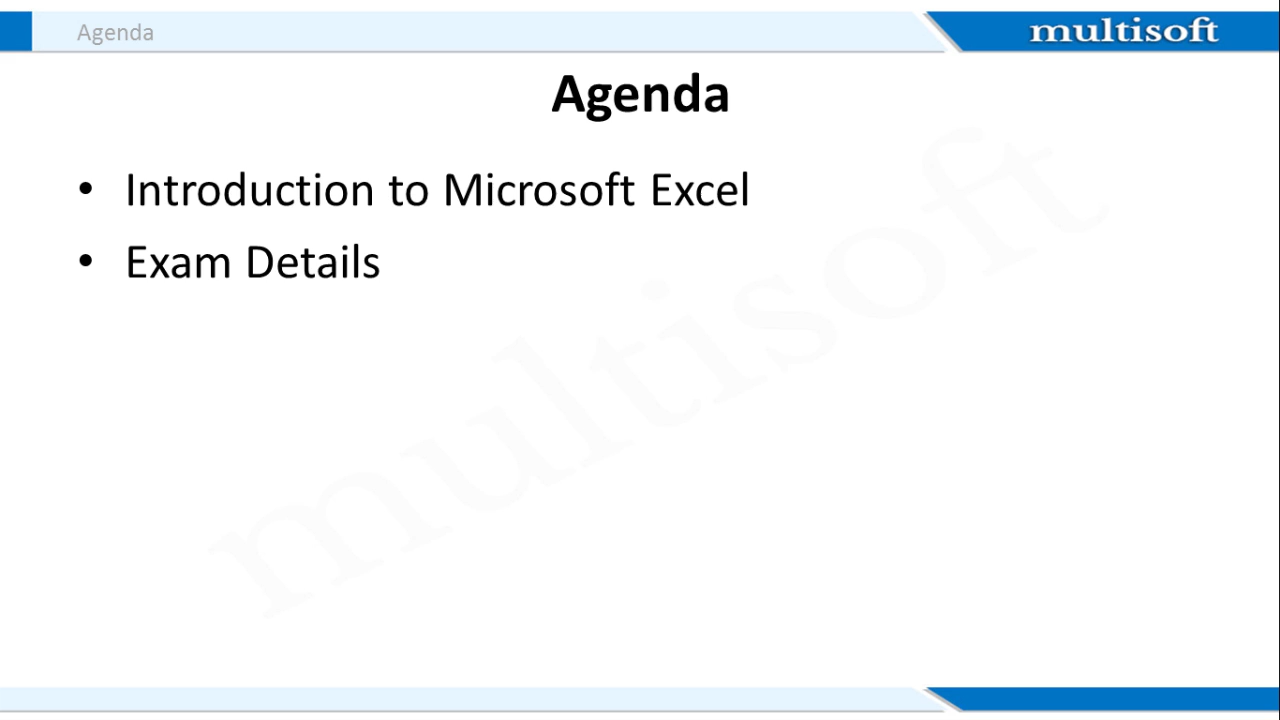 Agenda
multisoft
Agenda
• Introduction to Microsoft Excel
• Exam Details
multisoft